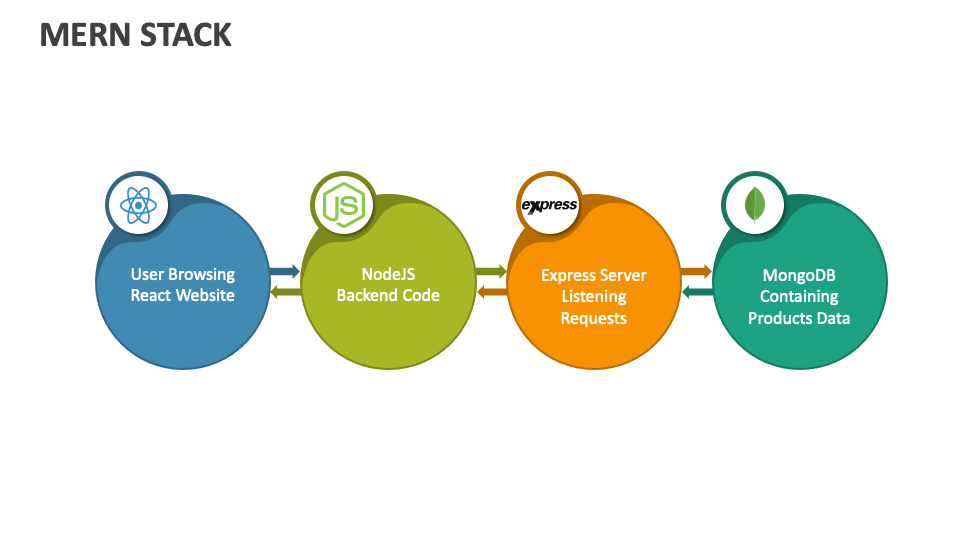 MERN STACK
JS
express
User Browsing
React Website
NodeJS
Backend Code
Express Server
Listening
Requests
MongoDB
Containing
Products Data